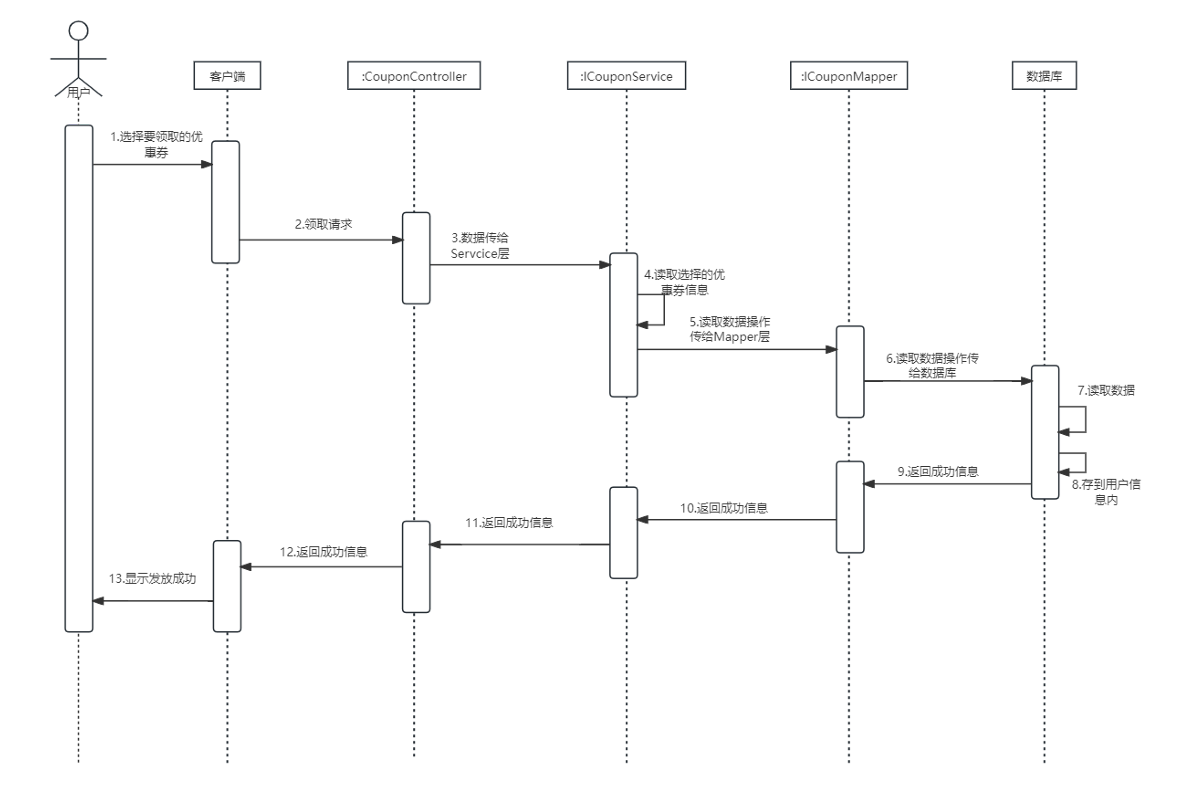 用户
客户端
:CouponController
:ICouponService
:ICouponMapper
数据库
1.选择要领取的优
惠券
2.领取请求
3.数据传给
Servcice层
4.读取选择的优
惠券信息
5.读取数据操作
传给Mapper层
6.读取数据操作传
给数据库
7.读取数据
8.存到用户信
息内
9.返回成功信息
10.返回成功信息
11.返回成功信息
12.返回成功信息
13.显示发放成功